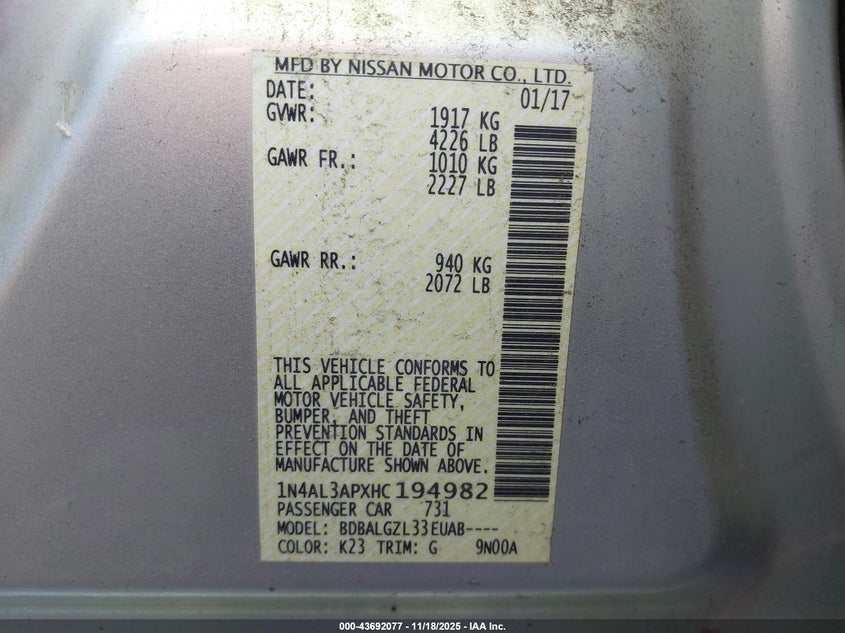 MFD BY NISSAN MOTOR CO., LTD.
DATE: 01/17
GVWR: 1917 KG
4226 LB
GAWR FR.: 1010 KG
2227 LB
GAWR RR.: 940 KG
2072 LB
THIS VEHICLE CONFORMS TO
ALL APPLICABLE FEDERAL
MOTOR VEHICLE SAFETY,
BUMPER, AND THEFT
PREVENTION STANDARDS IN
EFFECT ON THE DATE OF
MANUFACTURE SHOWN ABOVE.
1N4AL3APXHC194982
PASSENGER CAR 731
MODEL: BDBALGZL33EUAB----
COLOR: K23 TRIM: G 9N00A
000-43692077 - 11/18/2025 - IAA Inc.